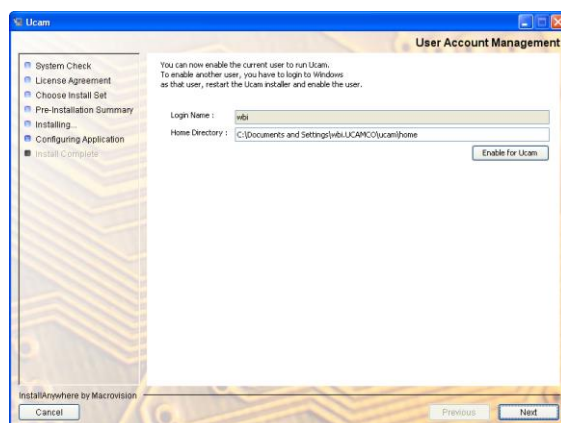 Ucam
User Account Management
System Check
License Agreement
Choose Install Set
Pre-Installation Summary
Installing...
Configuring Application
Install Complete
You can now enable the current user to run Ucam.
To enable another user, you have to login to Windows
as that user, restart the Ucam installer and enable the user.
Login Name : wbi
Home Directory : C:\Documents and Settings\wbi.UCAMCO\ucam\home
Enable for Ucam
InstallAnywhere by Macrovision
Cancel
Previous
Next